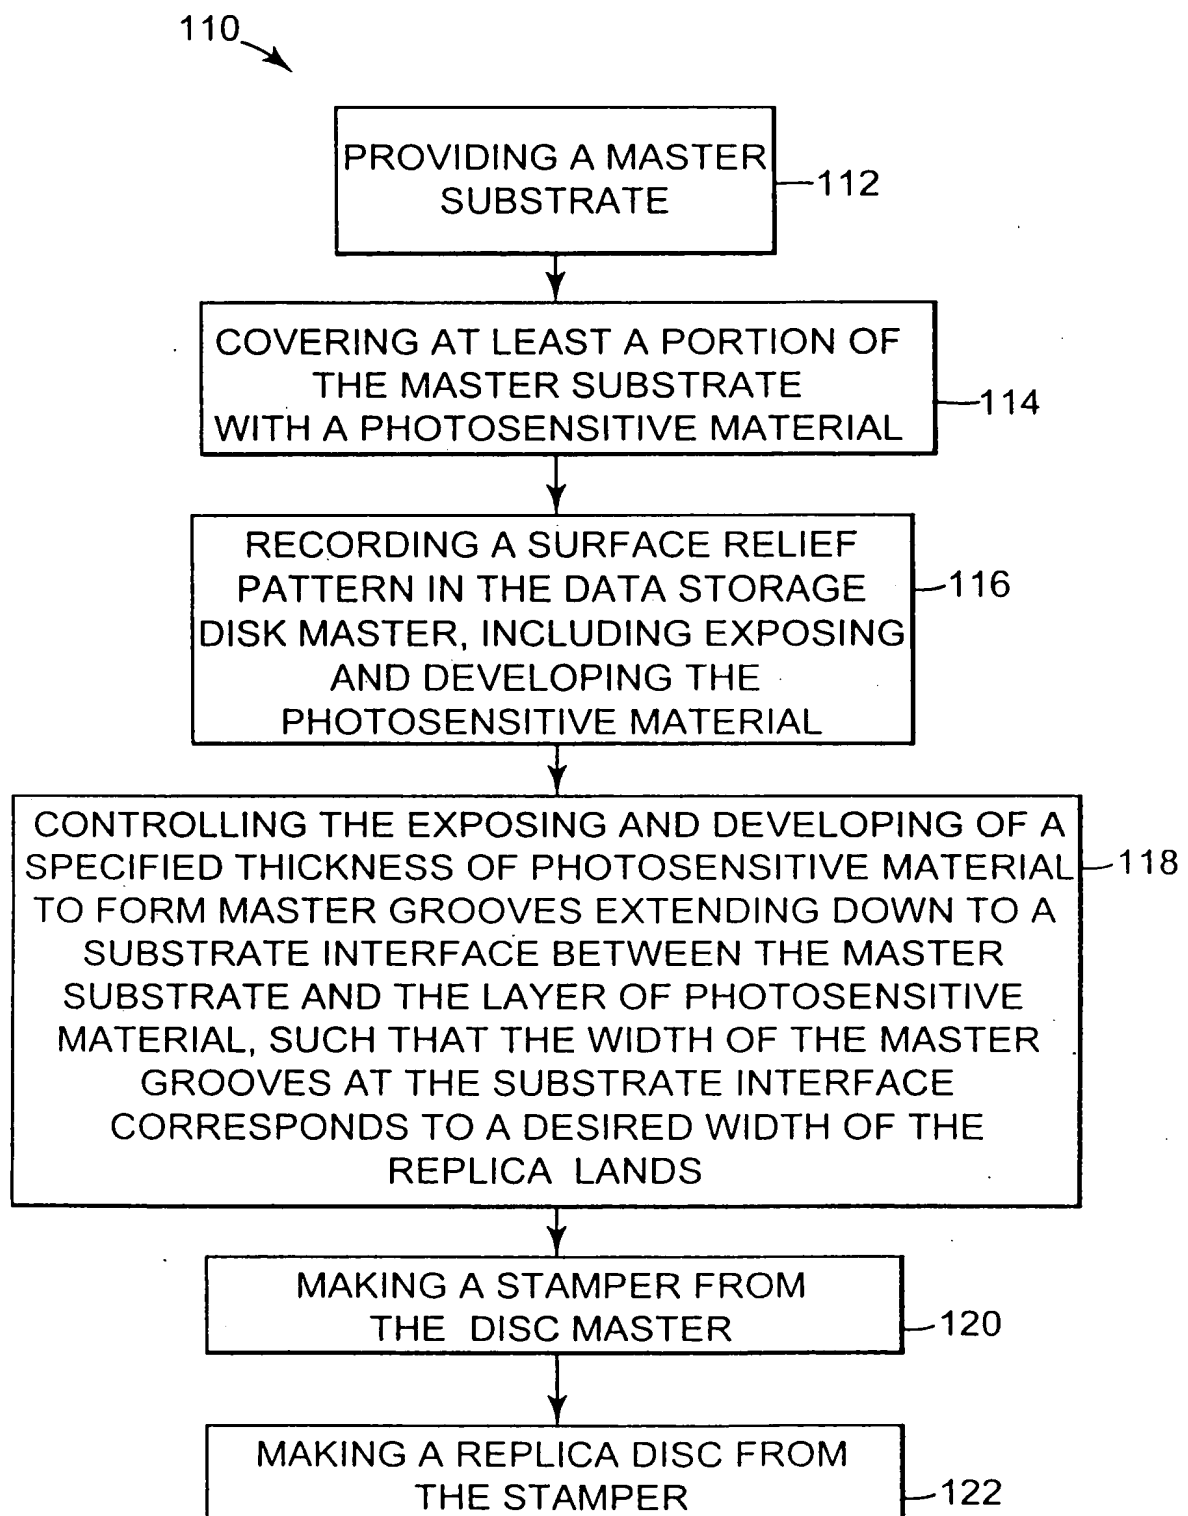 110
PROVIDING A MASTER
SUBSTRATE
112
COVERING AT LEAST A PORTION OF
THE MASTER SUBSTRATE
WITH A PHOTOSENSITIVE MATERIAL
114
RECORDING A SURFACE RELIEF
PATTERN IN THE DATA STORAGE
DISK MASTER, INCLUDING EXPOSING
AND DEVELOPING THE
PHOTOSENSITIVE MATERIAL
116
CONTROLLING THE EXPOSING AND DEVELOPING OF A
SPECIFIED THICKNESS OF PHOTOSENSITIVE MATERIAL
TO FORM MASTER GROOVES EXTENDING DOWN TO A
SUBSTRATE INTERFACE BETWEEN THE MASTER
SUBSTRATE AND THE LAYER OF PHOTOSENSITIVE
MATERIAL, SUCH THAT THE WIDTH OF THE MASTER
GROOVES AT THE SUBSTRATE INTERFACE
CORRESPONDS TO A DESIRED WIDTH OF THE
REPLICA LANDS
118
MAKING A STAMPER FROM
THE DISC MASTER
120
MAKING A REPLICA DISC FROM
THE STAMPER
122